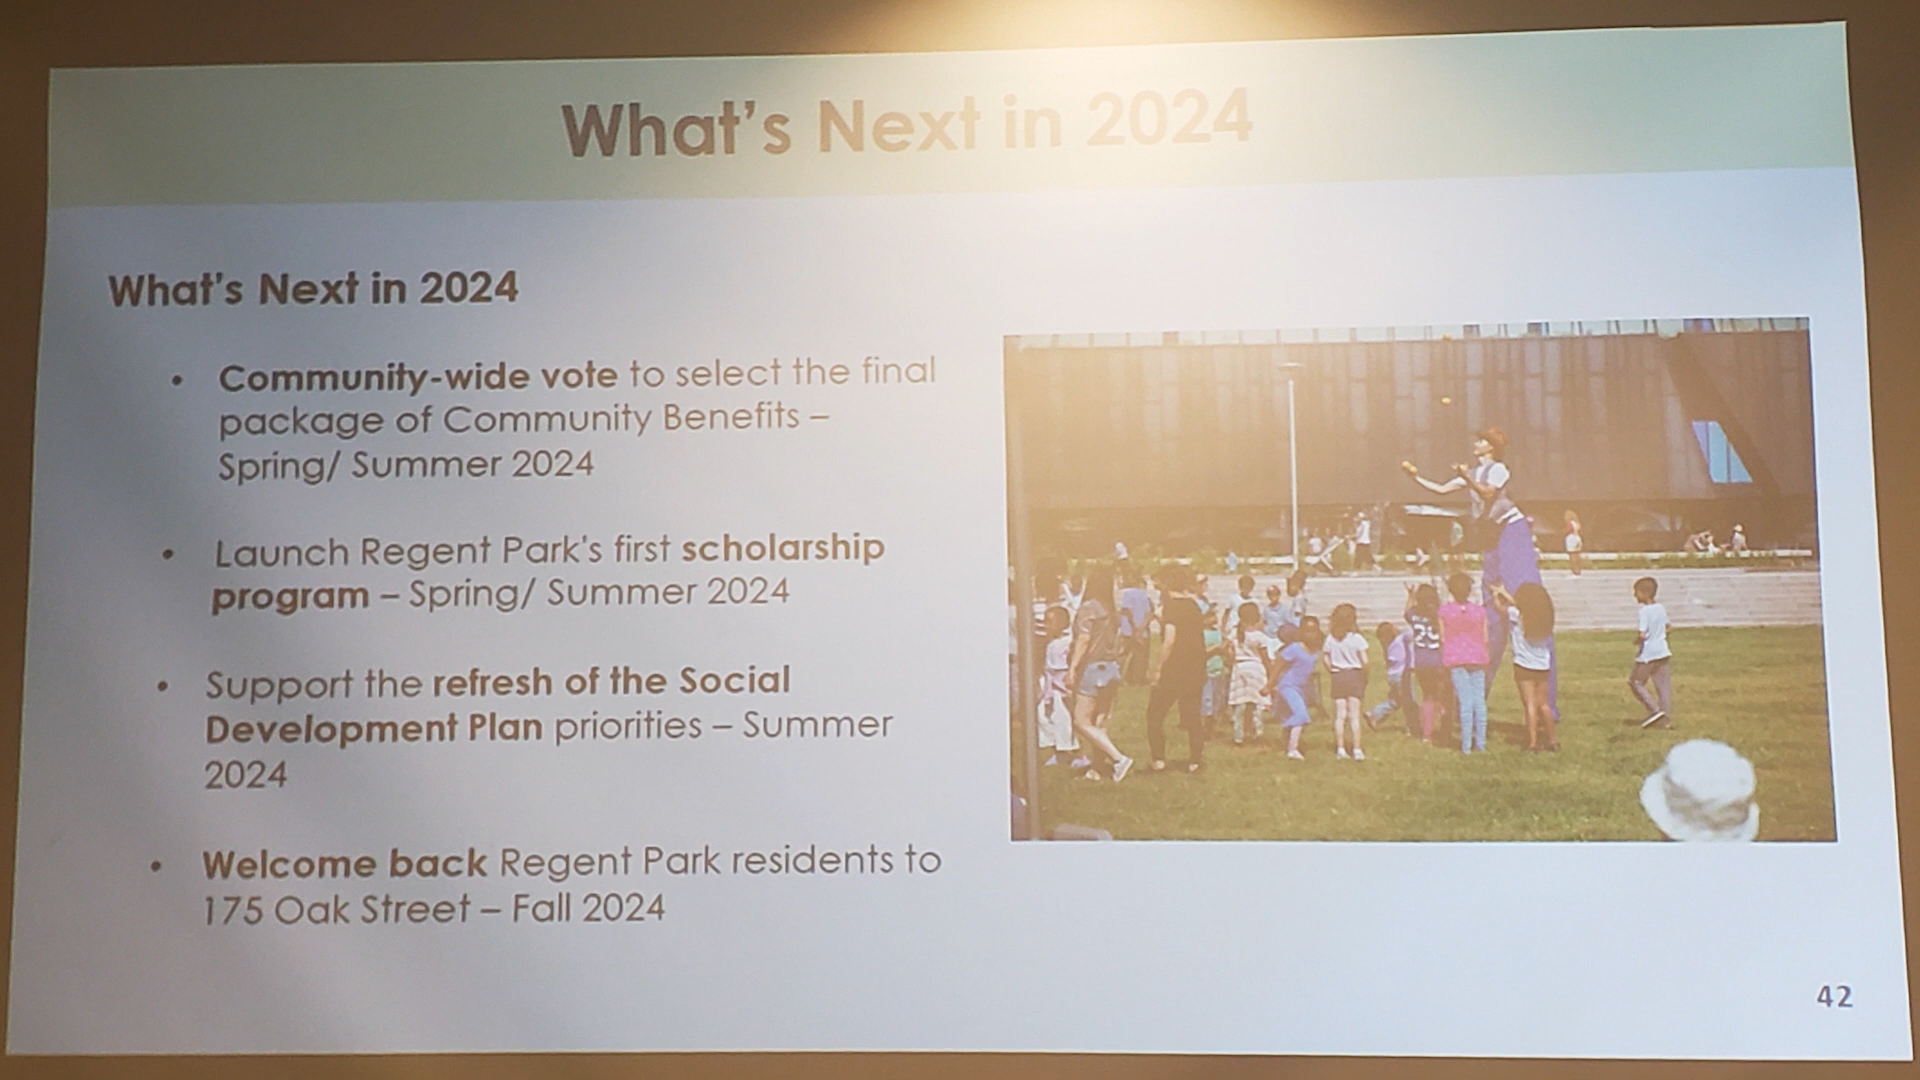 What's Next in 2024
What's Next in 2024
• Community-wide vote to select the final
package of Community Benefits –
Spring/ Summer 2024
• Launch Regent Park's first scholarship
program – Spring/ Summer 2024
• Support the refresh of the Social
Development Plan priorities – Summer
2024
• Welcome back Regent Park residents to
175 Oak Street – Fall 2024
42